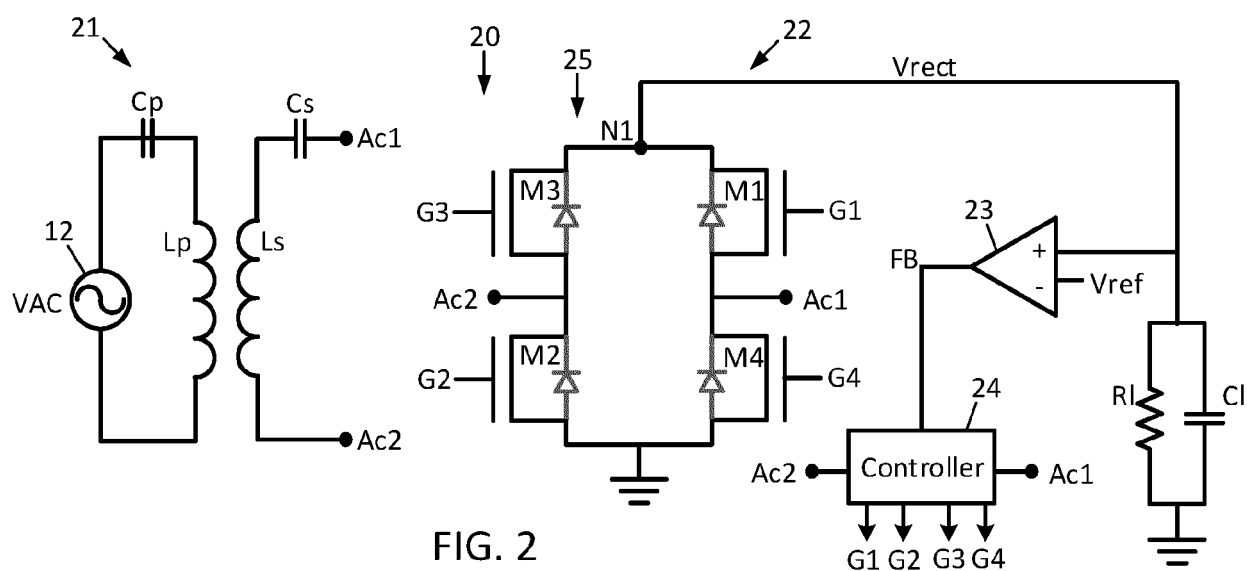 21
20
25
22
Vrect
Cp
Cs
Ac1
N1
M3
M1
G3
G1
23
12
Lp
Ls
+
FB
VAC
Ac2
Ac1
-
Vref
M2
M4
G2
G4
24
Rl
Cl
Ac2
Ac2
Controller
Ac1
G1
G2
G3
G4
FIG. 2